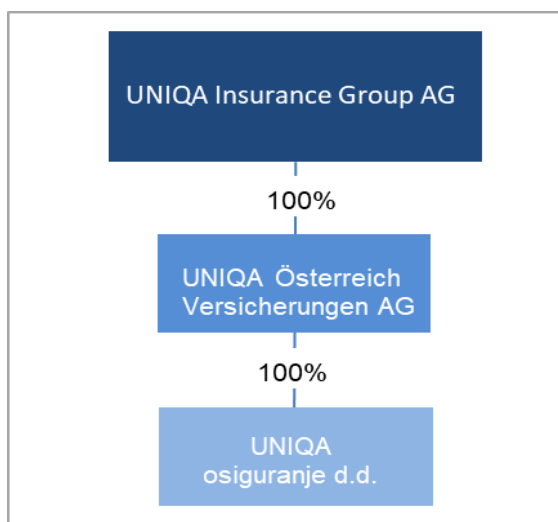 UNIQA Insurance Group AG
100%
UNIQA Österreich
Versicherungen AG
100%
UNIQA
osiguranje d.d.